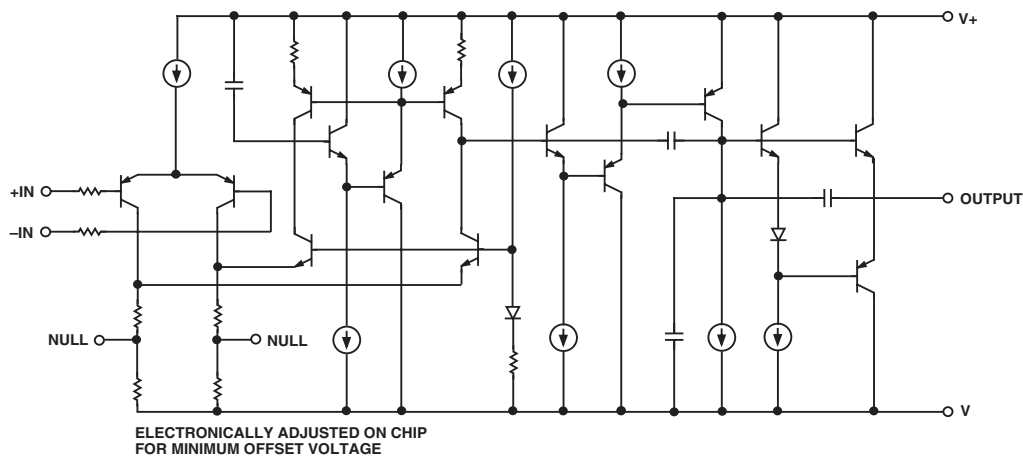 V+
+IN
OUTPUT
–IN
NULL
NULL
V
ELECTRONICALLY ADJUSTED ON CHIP
FOR MINIMUM OFFSET VOLTAGE